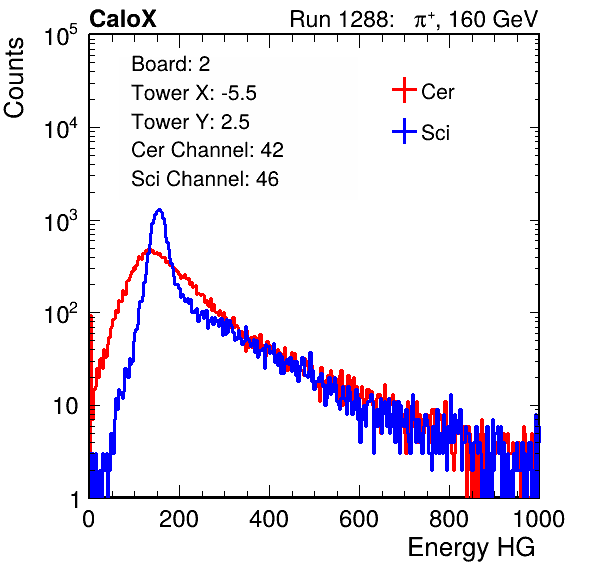 CaloX Run 1288: π⁺, 160 GeV
Counts
Board: 2
Tower X: -5.5
Tower Y: 2.5
Cer Channel: 42
Sci Channel: 46
Cer
Sci
10⁵
10⁴
10³
10²
10
1
0 200 400 600 800 1000
Energy HG